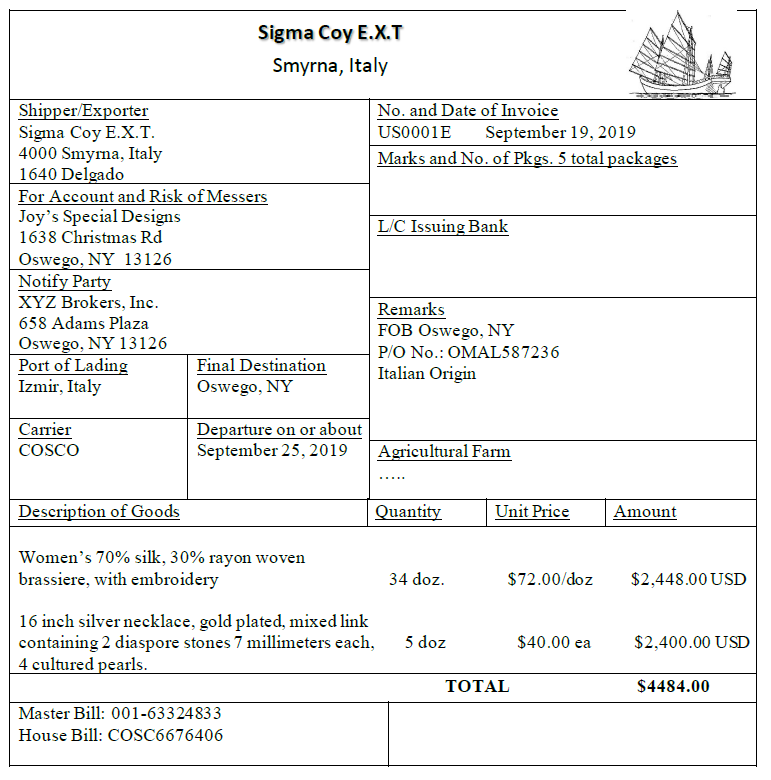 Sigma Coy E.X.T
Smyrna, Italy
Shipper/Exporter
Sigma Coy E.X.T.
4000 Smyrna, Italy
1640 Delgado
For Account and Risk of Messers
Joy's Special Designs
1638 Christmas Rd
Oswego, NY 13126
Notify Party
XYZ Brokers, Inc.
658 Adams Plaza
Oswego, NY 13126
Port of Lading
Izmir, Italy
Final Destination
Oswego, NY
Carrier
COSCO
Departure on or about
September 25, 2019
No. and Date of Invoice
US0001E September 19, 2019
Marks and No. of Pkgs. 5 total packages
L/C Issuing Bank
Remarks
FOB Oswego, NY
P/O No.: OMAL587236
Italian Origin
Agricultural Farm
.....
Description of Goods Quantity Unit Price Amount
Women's 70% silk, 30% rayon woven
brassiere, with embroidery 34 doz. $72.00/doz $2,448.00 USD
16 inch silver necklace, gold plated, mixed link
containing 2 diaspore stones 7 millimeters each, 5 doz $40.00 ea $2,400.00 USD
4 cultured pearls.
TOTAL $4484.00
Master Bill: 001-63324833
House Bill: COSC6676406